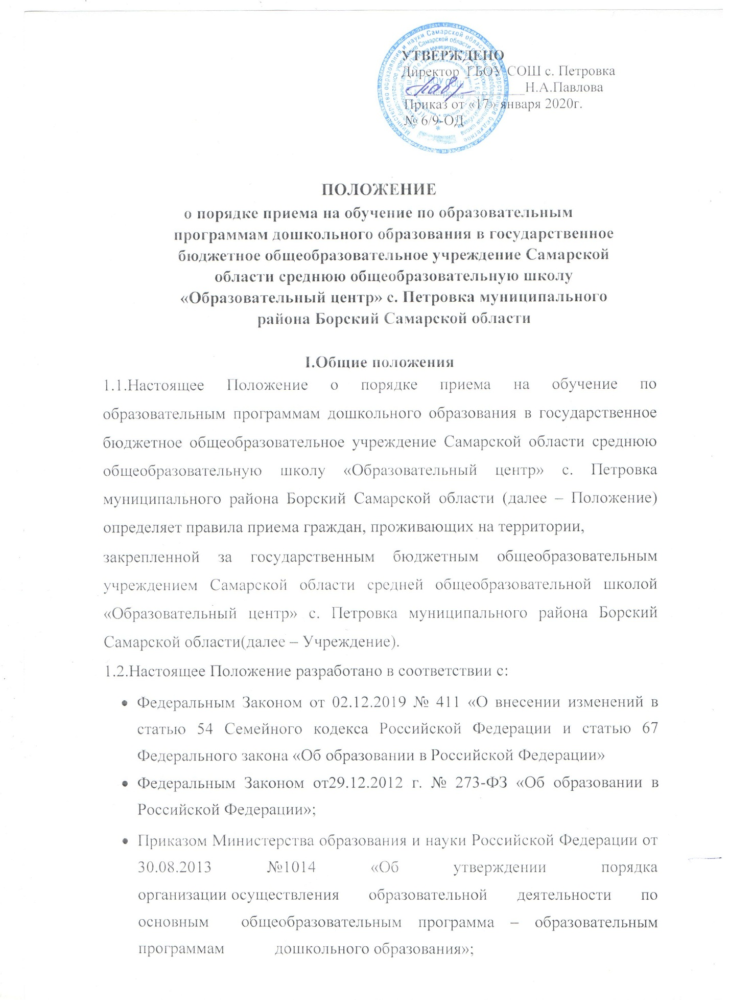 УТВЕРЖДЕНО
Директор ГБОУ СОШ с. Петровка
Н.А.Павлова
Приказ от «17» января 2020г.
№ 6/9-ОД
ГБОУ СОШ
с. Петровка
ПОЛОЖЕНИЕ
о порядке приема на обучение по образовательным
программам дошкольного образования в государственное
бюджетное общеобразовательное учреждение Самарской
области среднюю общеобразовательную школу
«Образовательный центр» с. Петровка муниципального
района Борский Самарской области
I.Общие положения
1.1.Настоящее Положение о порядке приема на обучение по
образовательным программам дошкольного образования в государственное
бюджетное общеобразовательное учреждение Самарской области среднюю
общеобразовательную школу «Образовательный центр» с. Петровка
муниципального района Борский Самарской области (далее – Положение)
определяет правила приема граждан, проживающих на территории,
закрепленной за государственным бюджетным общеобразовательным
учреждением Самарской области средней общеобразовательной школой
«Образовательный центр» с. Петровка муниципального района Борский
Самарской области(далее – Учреждение).
1.2.Настоящее Положение разработано в соответствии с:
• Федеральным Законом от 02.12.2019 № 411 «О внесении изменений в
статью 54 Семейного кодекса Российской Федерации и статью 67
Федерального закона «Об образовании в Российской Федерации»
• Федеральным Законом от29.12.2012 г. № 273-ФЗ «Об образовании в
Российской Федерации»;
• Приказом Министерства образования и науки Российской Федерации от
30.08.2013 №1014 «Об утверждении порядка
организации осуществления образовательной деятельности по
основным общеобразовательным программа – образовательным
программам дошкольного образования»;